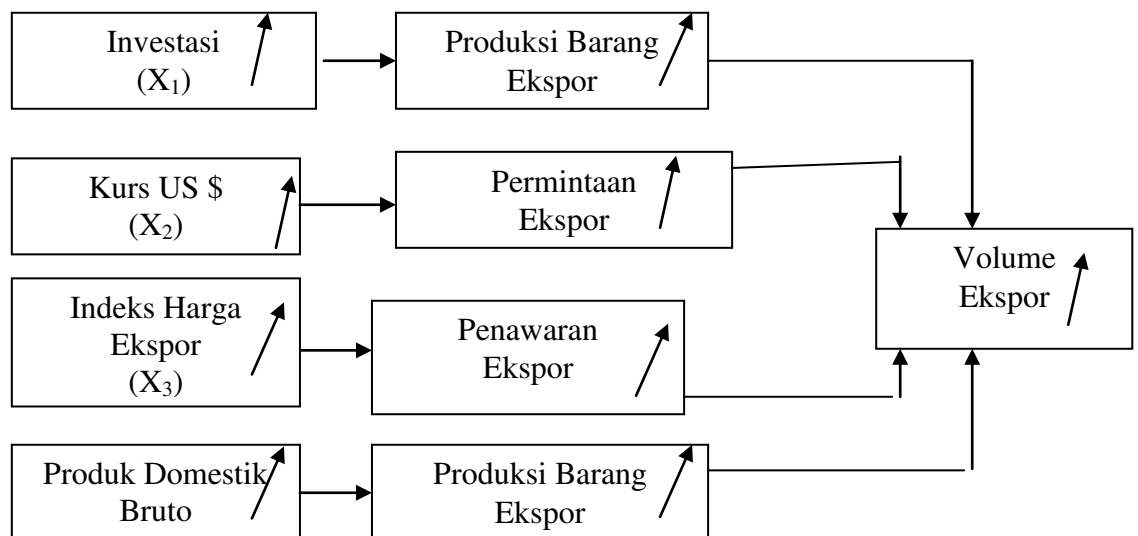 Investasi
(X₁)
Produksi Barang
Ekspor
Kurs US $
(X₂)
Permintaan
Ekspor
Volume
Ekspor
Indeks Harga
Ekspor
(X₃)
Penawaran
Ekspor
Produk Domestik
Bruto
Produksi Barang
Ekspor